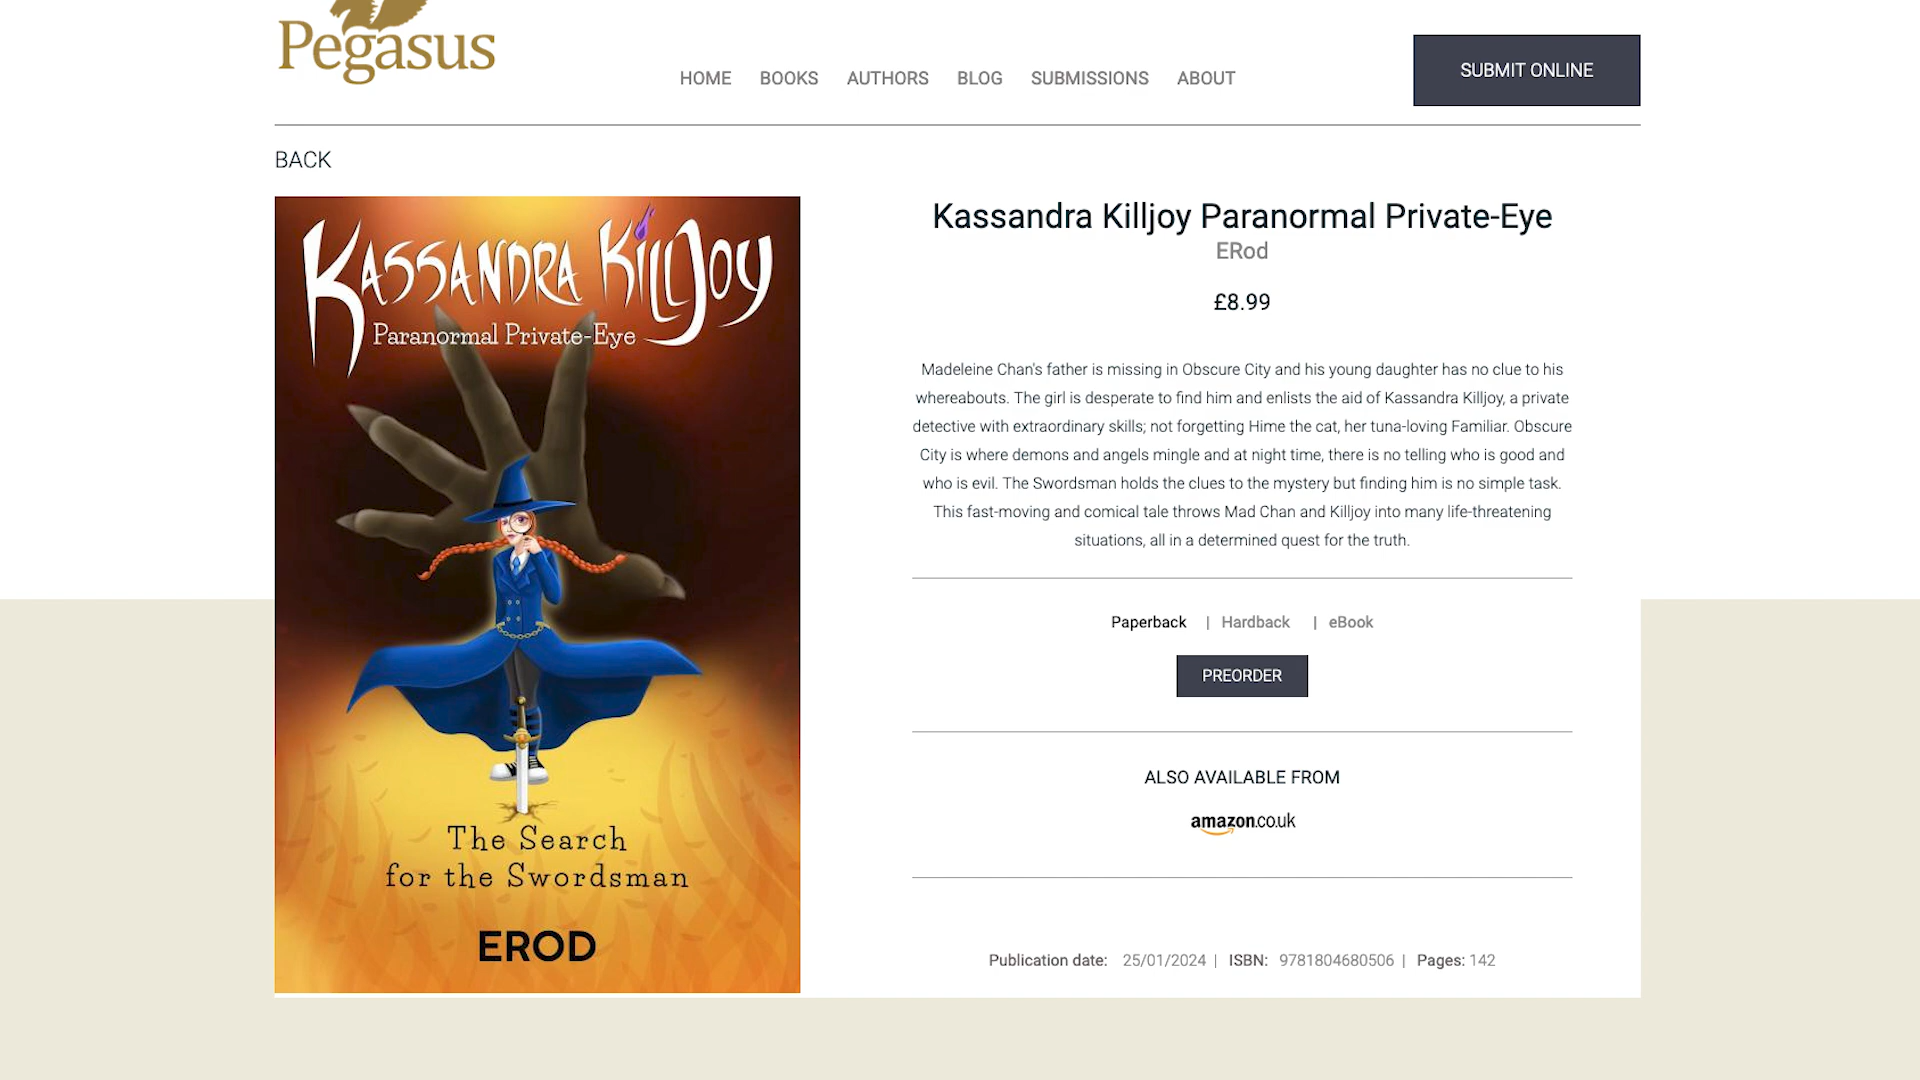 Pegasus
HOME BOOKS AUTHORS BLOG SUBMISSIONS ABOUT
SUBMIT ONLINE
BACK
KASSANDRA KILLJOY
Paranormal Private-Eye
The Search
for the Swordsman
EROD
Kassandra Killjoy Paranormal Private-Eye
ERod
£8.99
Madeleine Chan's father is missing in Obscure City and his young daughter has no clue to his
whereabouts. The girl is desperate to find him and enlists the aid of Kassandra Killjoy, a private
detective with extraordinary skills; not forgetting Hime the cat, her tuna-loving Familiar. Obscure
City is where demons and angels mingle and at night time, there is no telling who is good and
who is evil. The Swordsman holds the clues to the mystery but finding him is no simple task.
This fast-moving and comical tale throws Mad Chan and Killjoy into many life-threatening
situations, all in a determined quest for the truth.
Paperback | Hardback | eBook
PREORDER
ALSO AVAILABLE FROM
amazon.co.uk
Publication date: 25/01/2024 | ISBN: 9781804680506 | Pages: 142